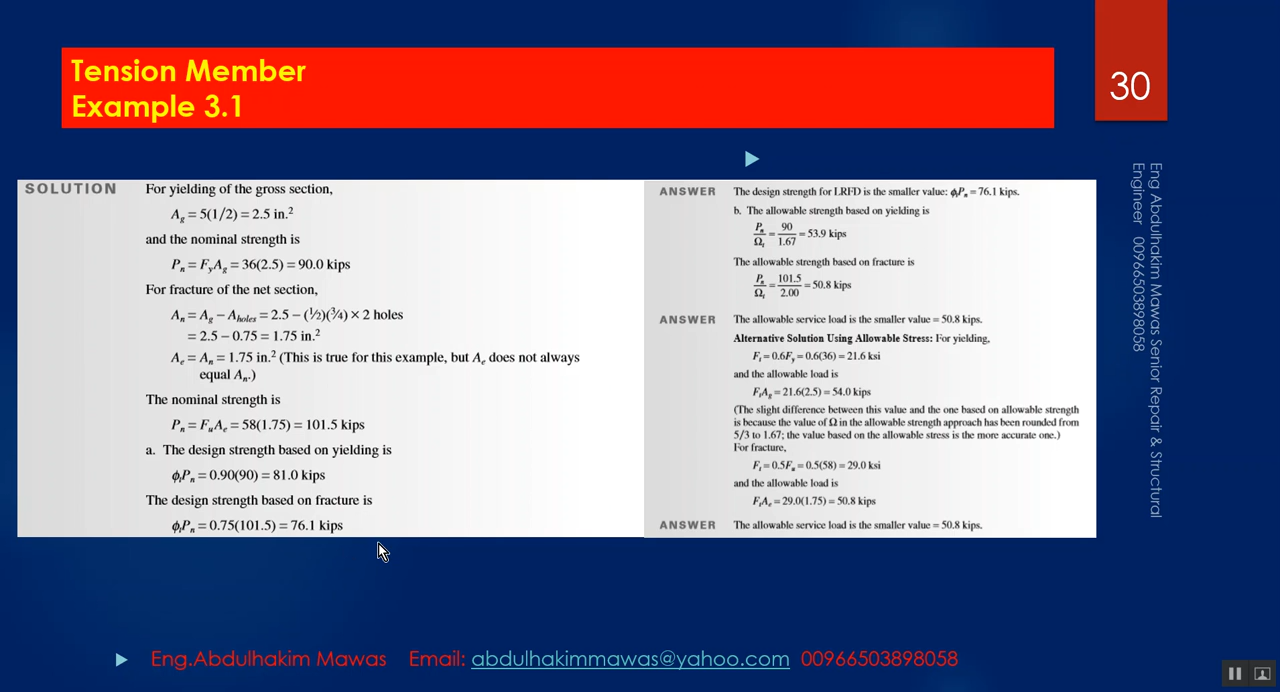 Tension Member
Example 3.1
30
SOLUTION
For yielding of the gross section,
A_g = 5(1/2) = 2.5 in.²
and the nominal strength is
P_n = F_y A_g = 36(2.5) = 90.0 kips
For fracture of the net section,
A_n = A_g − A_holes = 2.5 − (½)(¾) × 2 holes
= 2.5 − 0.75 = 1.75 in.²
A_e = A_n = 1.75 in.² (This is true for this example, but A_e does not always
equal A_n.)
The nominal strength is
P_n = F_u A_e = 58(1.75) = 101.5 kips
a. The design strength based on yielding is
ϕ_t P_n = 0.90(90) = 81.0 kips
The design strength based on fracture is
ϕ_t P_n = 0.75(101.5) = 76.1 kips
ANSWER The design strength for LRFD is the smaller value: ϕ_t P_n = 76.1 kips.
b. The allowable strength based on yielding is
P_n/Ω_t = 90/1.67 = 53.9 kips
The allowable strength based on fracture is
P_n/Ω_t = 101.5/2.00 = 50.8 kips
ANSWER The allowable service load is the smaller value = 50.8 kips.
Alternative Solution Using Allowable Stress: For yielding,
F_t = 0.6F_y = 0.6(36) = 21.6 ksi
and the allowable load is
F_t A_g = 21.6(2.5) = 54.0 kips
(The slight difference between this value and the one based on allowable strength
is because the value of Ω in the allowable strength approach has been rounded from
5/3 to 1.67; the value based on the allowable stress is the more accurate one.)
For fracture,
F_t = 0.5F_u = 0.5(58) = 29.0 ksi
and the allowable load is
F_t A_e = 29.0(1.75) = 50.8 kips
ANSWER The allowable service load is the smaller value = 50.8 kips.
Eng Abdulhakim Mawas Senior Repair & Structural
Engineer 00966503898058
Eng.Abdulhakim Mawas Email: abdulhakimmawas@yahoo.com 00966503898058